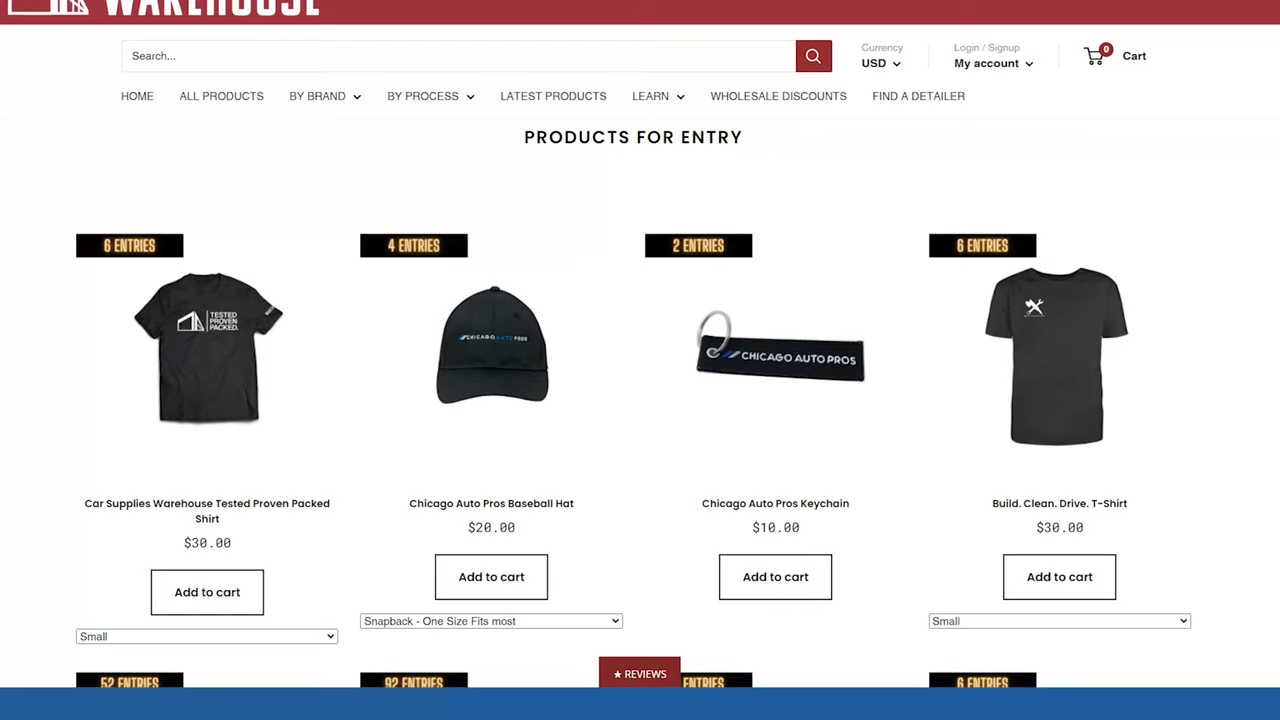 WAREHOUSE
Search...
Currency
USD
Login / Signup
My account
0
Cart
HOME
ALL PRODUCTS
BY BRAND
BY PROCESS
LATEST PRODUCTS
LEARN
WHOLESALE DISCOUNTS
FIND A DETAILER
PRODUCTS FOR ENTRY
6 ENTRIES
4 ENTRIES
2 ENTRIES
6 ENTRIES
TESTED
PROVEN
PACKED.
CHICAGO AUTO PROS
CHICAGO AUTO PROS
Car Supplies Warehouse Tested Proven Packed
Shirt
$30.00
Add to cart
Small
Chicago Auto Pros Baseball Hat
$20.00
Add to cart
Snapback - One Size Fits most
Chicago Auto Pros Keychain
$10.00
Add to cart
Build. Clean. Drive. T-Shirt
$30.00
Add to cart
Small
52 ENTRIES
92 ENTRIES
ENTRIES
6 ENTRIES
★ REVIEWS